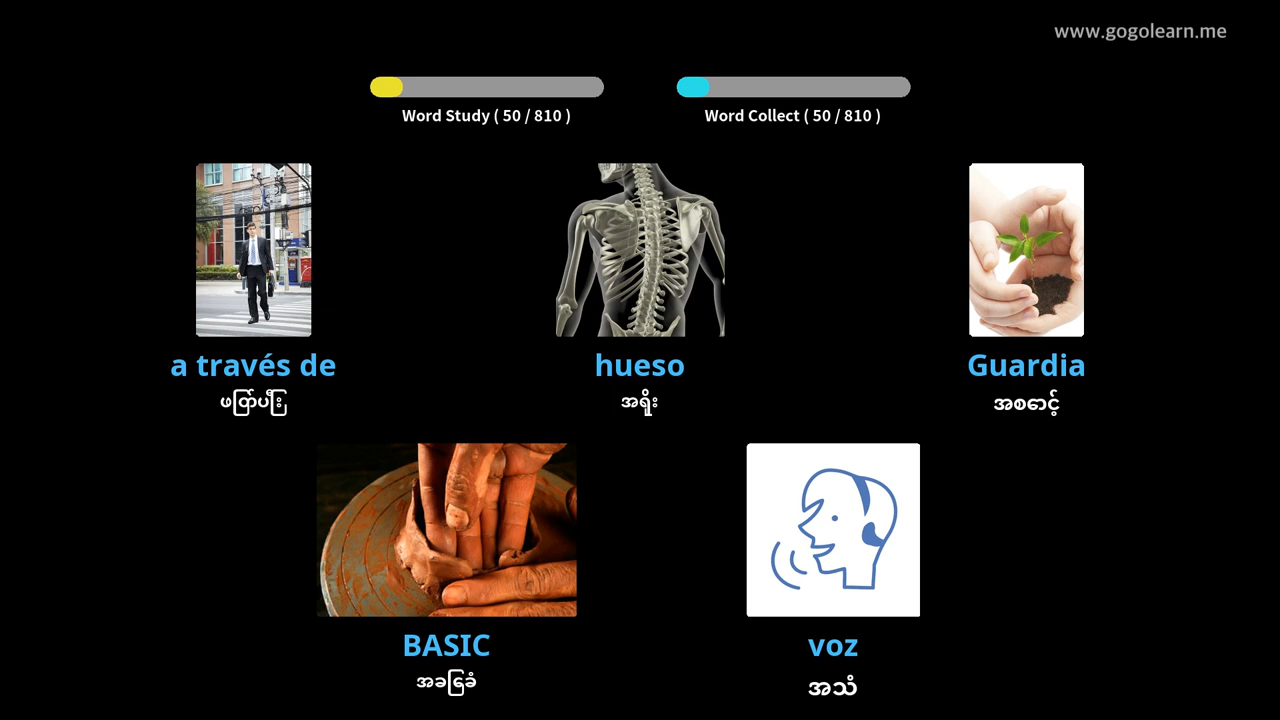 www.gogolearn.me
Word Study ( 50 / 810 )
Word Collect ( 50 / 810 )
a través de
ဖတြ်ပြီး
hueso
အရိုး
Guardia
အစောင့်
BASIC
အခြေခံ
voz
အသံ